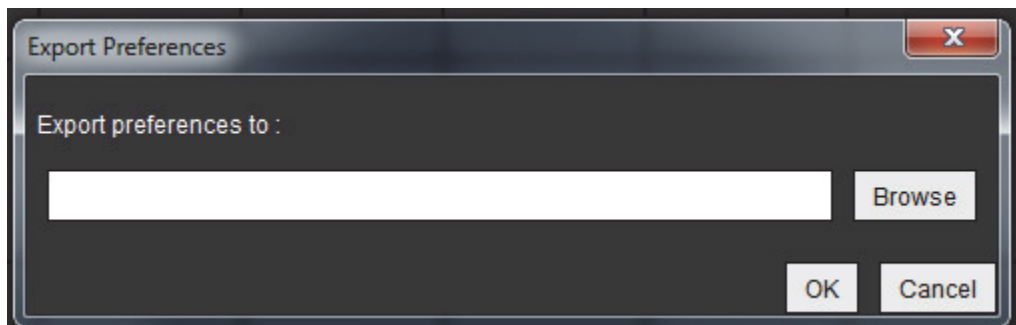 Export Preferences
Export preferences to :
Browse
OK
Cancel